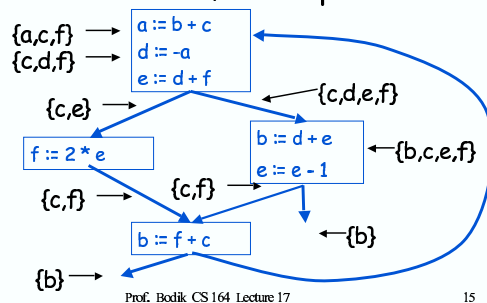 a := b + c
{a,c,f}
d := -a
{c,d,f}
e := d + f
{c,e}
{c,d,e,f}
b := d + e
f := 2 * e
{b,c,e,f}
e := e - 1
{c,f}
{c,f}
b := f + c
{b}
{b}
Prof. Bodik CS 164 Lecture 17
15